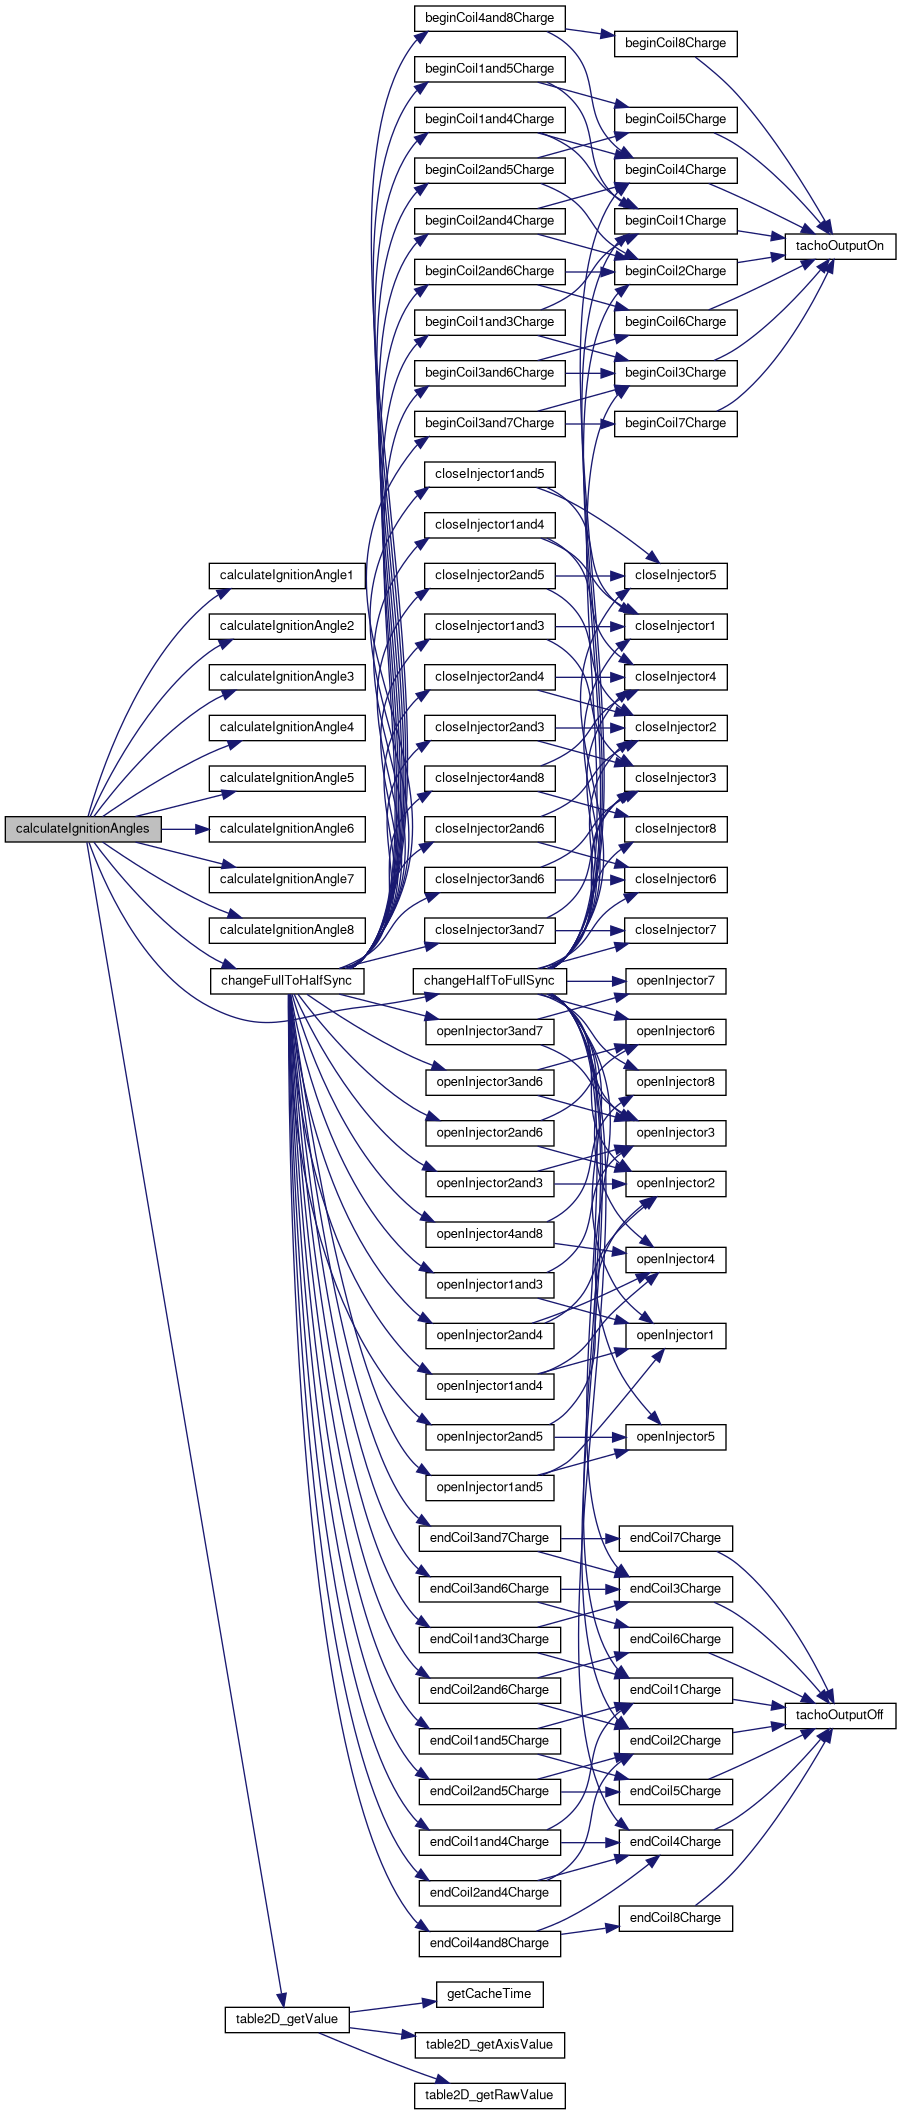 calculateIgnitionAngles
calculateIgnitionAngle1
calculateIgnitionAngle2
calculateIgnitionAngle3
calculateIgnitionAngle4
calculateIgnitionAngle5
calculateIgnitionAngle6
calculateIgnitionAngle7
calculateIgnitionAngle8
changeFullToHalfSync
table2D_getValue
beginCoil4and8Charge
beginCoil1and5Charge
beginCoil1and4Charge
beginCoil2and5Charge
beginCoil2and4Charge
beginCoil2and6Charge
beginCoil1and3Charge
beginCoil3and6Charge
beginCoil3and7Charge
closeInjector1and5
closeInjector1and4
closeInjector2and5
closeInjector1and3
closeInjector2and4
closeInjector2and3
closeInjector4and8
closeInjector2and6
closeInjector3and6
closeInjector3and7
changeHalfToFullSync
openInjector3and7
openInjector3and6
openInjector2and6
openInjector2and3
openInjector4and8
openInjector1and3
openInjector2and4
openInjector1and4
openInjector2and5
openInjector1and5
endCoil3and7Charge
endCoil3and6Charge
endCoil1and3Charge
endCoil2and6Charge
endCoil1and5Charge
endCoil2and5Charge
endCoil1and4Charge
endCoil2and4Charge
endCoil4and8Charge
getCacheTime
table2D_getAxisValue
table2D_getRawValue
beginCoil8Charge
beginCoil5Charge
beginCoil4Charge
beginCoil1Charge
beginCoil2Charge
beginCoil6Charge
beginCoil3Charge
beginCoil7Charge
closeInjector5
closeInjector1
closeInjector4
closeInjector2
closeInjector3
closeInjector8
closeInjector6
closeInjector7
openInjector7
openInjector6
openInjector8
openInjector3
openInjector2
openInjector4
openInjector1
openInjector5
endCoil7Charge
endCoil3Charge
endCoil6Charge
endCoil1Charge
endCoil2Charge
endCoil5Charge
endCoil4Charge
endCoil8Charge
tachoOutputOn
tachoOutputOff